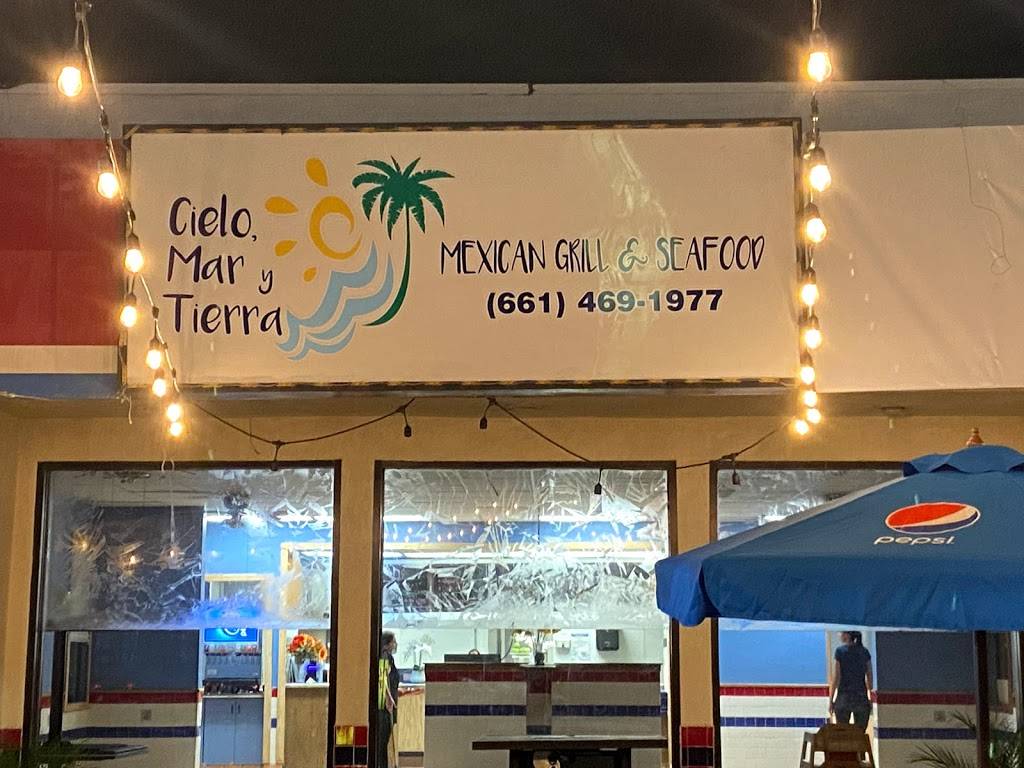 Cielo,
Mar y
Tierra
MEXICAN GRILL & SEAFOOD
(661) 469-1977
pepsi